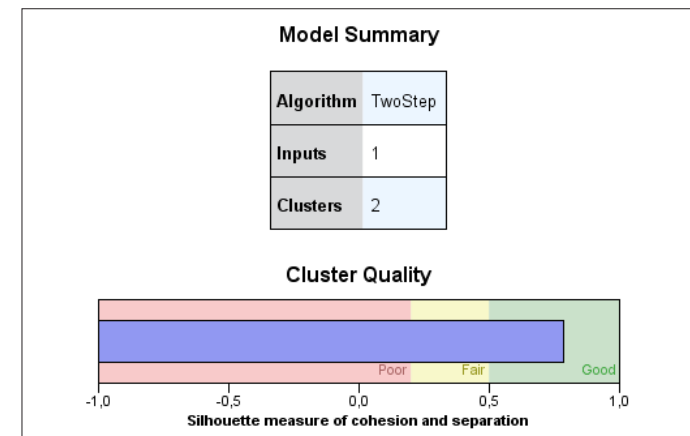 Model Summary
Algorithm TwoStep
Inputs 1
Clusters 2
Cluster Quality
Poor Fair Good
-1,0 -0,5 0,0 0,5 1,0
Silhouette measure of cohesion and separation